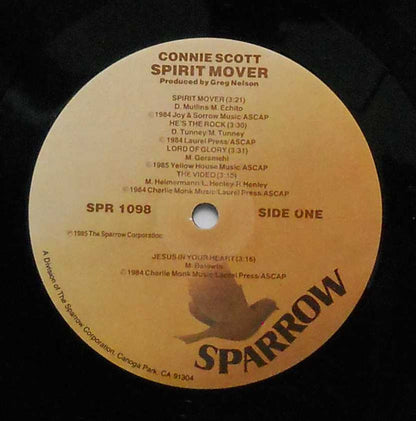 CONNIE SCOTT
SPIRIT MOVER
Produced by Greg Nelson
SPIRIT MOVER (3:21)
D. Mullins/M. Echito
©1984 Joy & Sorrow Music/ASCAP
HE'S THE ROCK (3:30)
D. Tunney/M. Tunney
©1984 Laurel Press/ASCAP
LORD OF GLORY (3:31)
M. Gersmehl
©1985 Yellow House Music/ASCAP
THE VIDEO
M. Heimermann/L. Henley/R. Henley
©1984 Charlie Monk Music/Laurel Press/ASCAP
SPR 1098
SIDE ONE
℗1985 The Sparrow Corporation
JESUS IN YOUR HEART (3:16)
M. Baldwin
©1984 Charlie Monk Music/Laurel Press/ASCAP
SPARROW
A Division of The Sparrow Corporation, Canoga Park, CA 91304